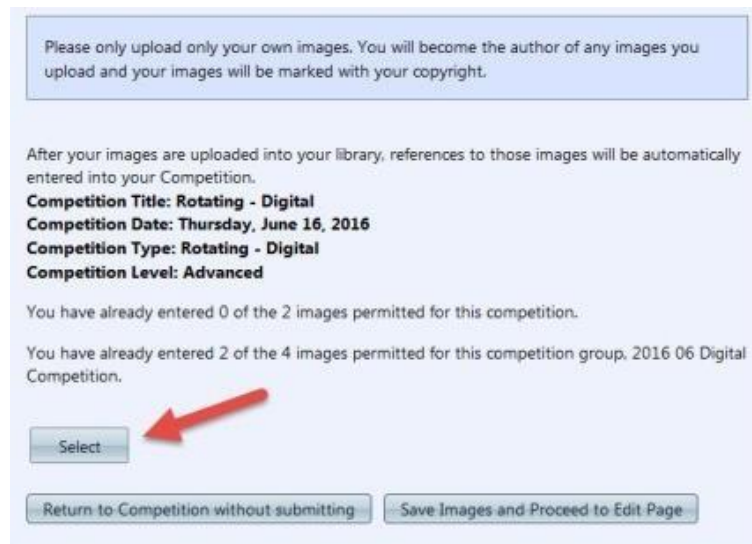 Please only upload only your own images. You will become the author of any images you
upload and your images will be marked with your copyright.
After your images are uploaded into your library, references to those images will be automatically
entered into your Competition.
Competition Title: Rotating - Digital
Competition Date: Thursday, June 16, 2016
Competition Type: Rotating - Digital
Competition Level: Advanced
You have already entered 0 of the 2 images permitted for this competition.
You have already entered 2 of the 4 images permitted for this competition group, 2016 06 Digital
Competition.
Select
Return to Competition without submitting Save Images and Proceed to Edit Page